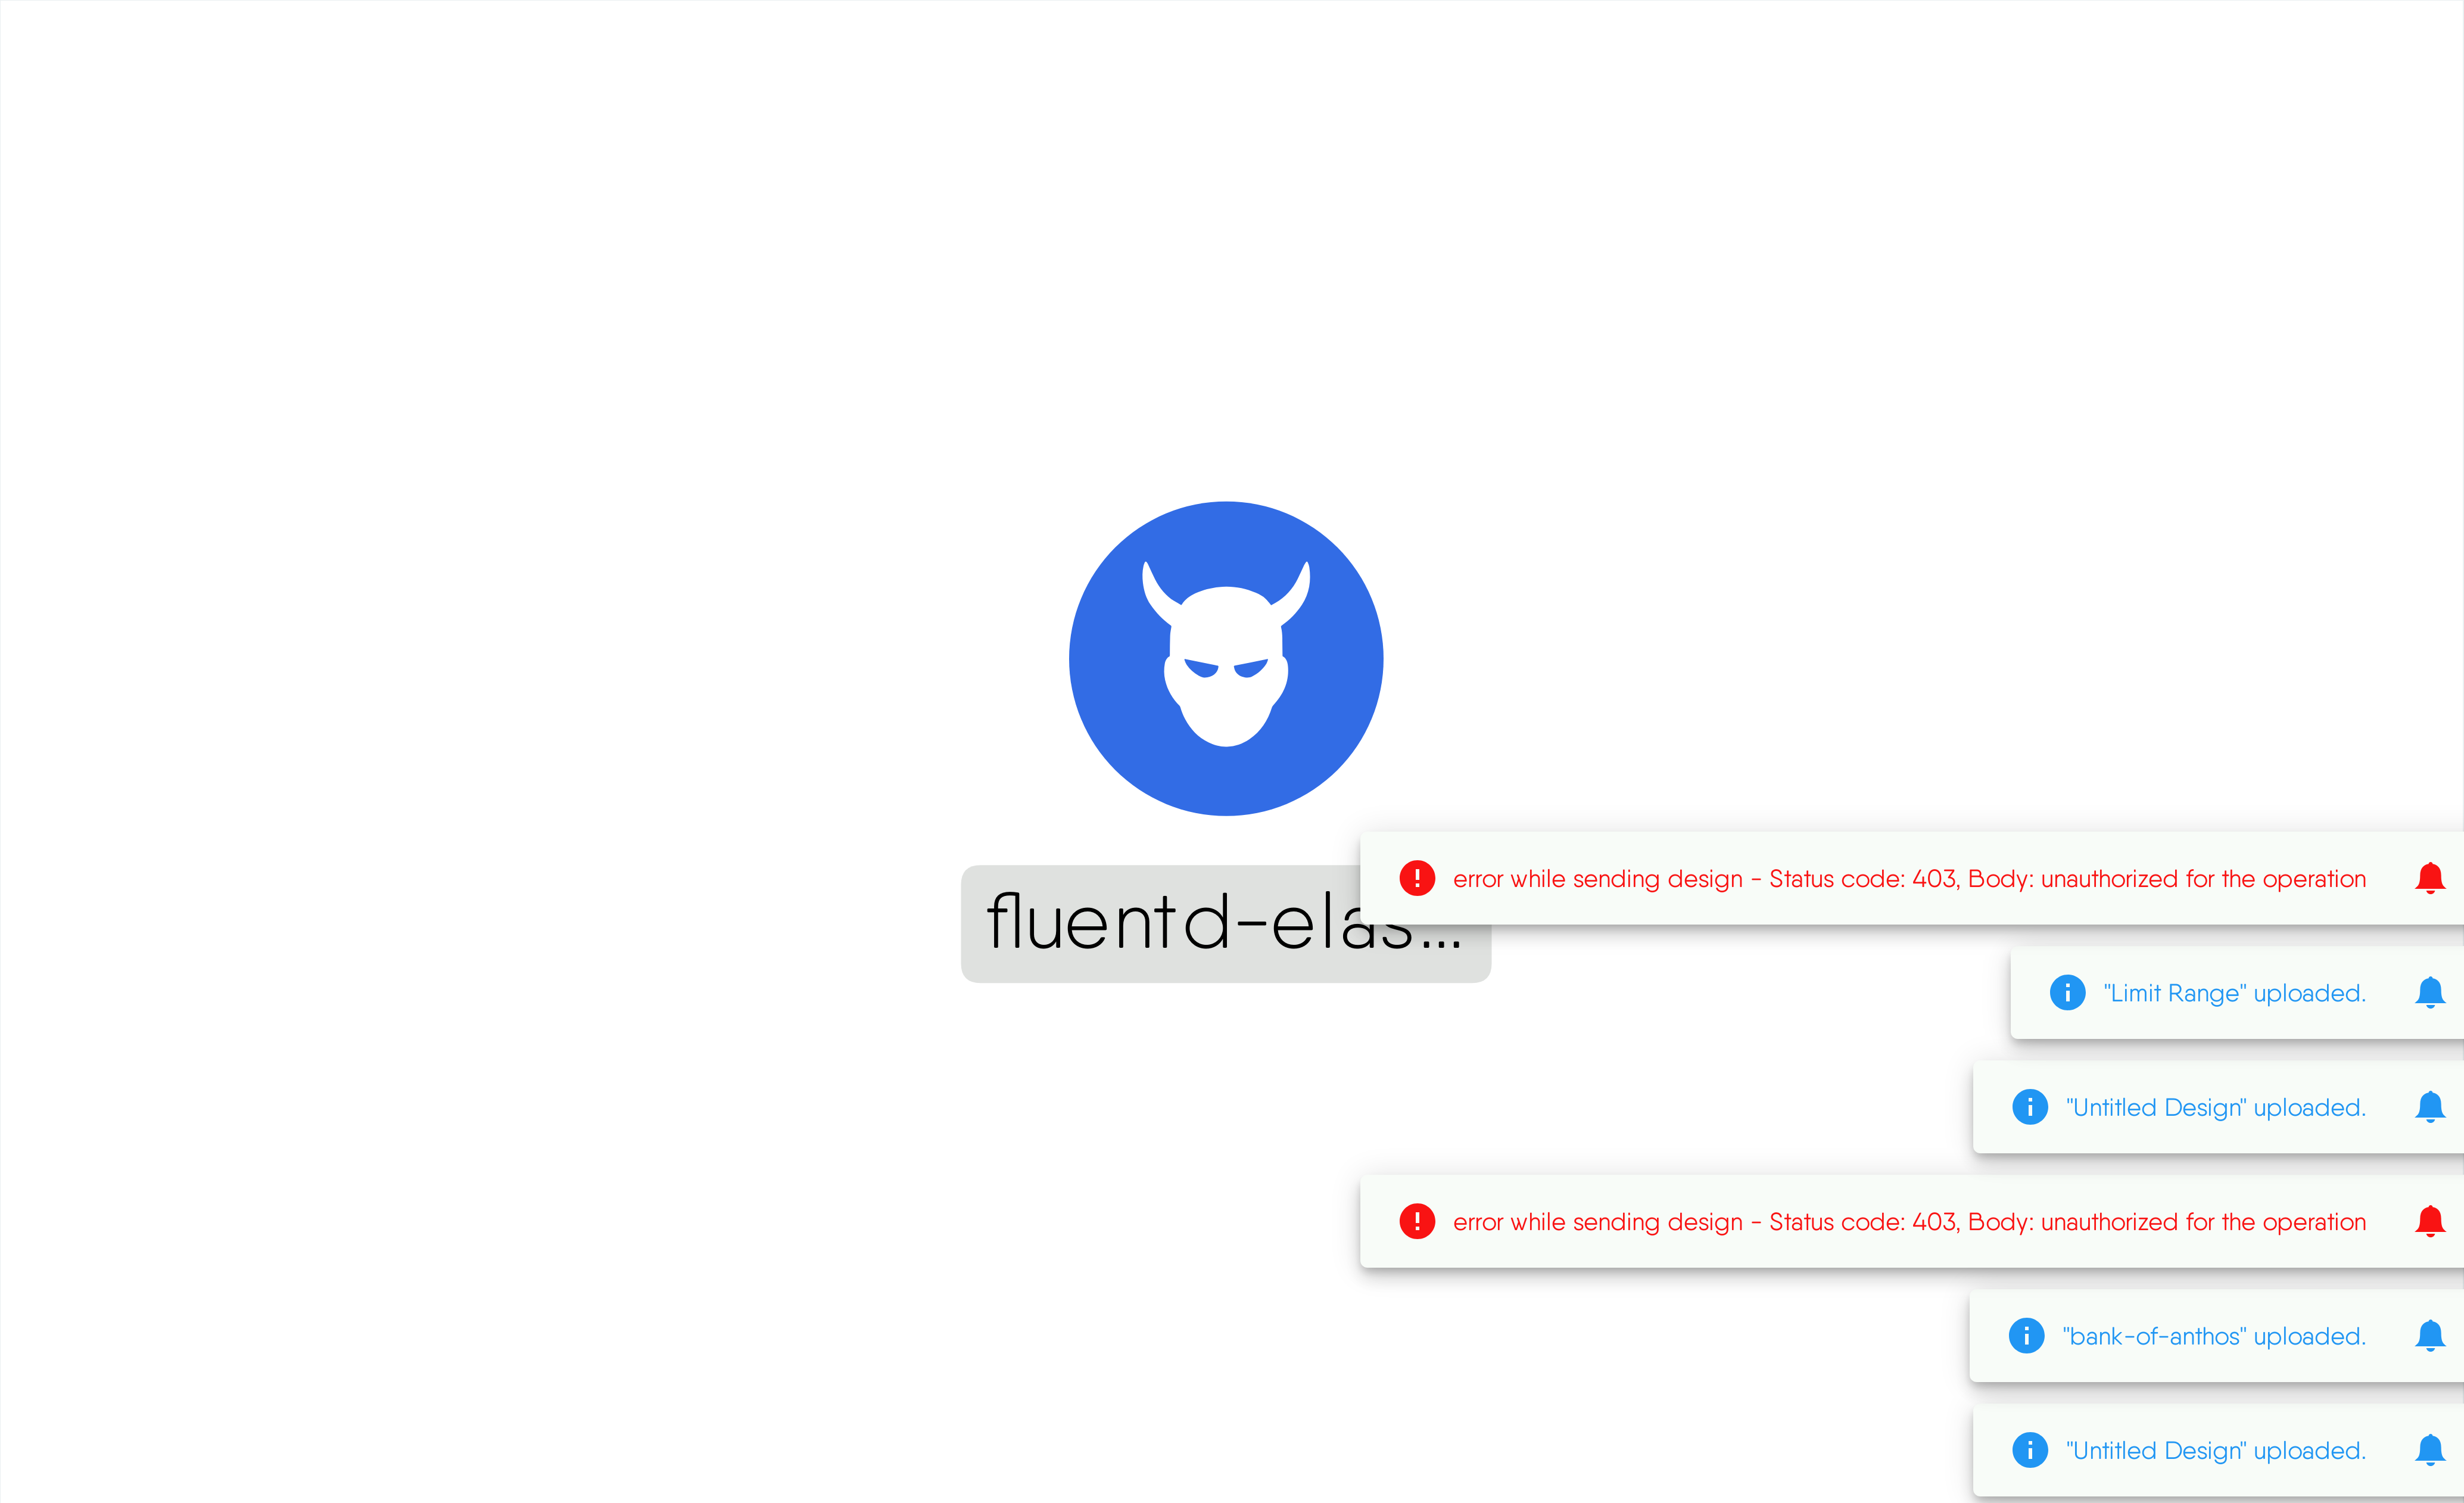 fluentd-elas...
error while sending design - Status code: 403, Body: unauthorized for the operation
"Limit Range" uploaded.
"Untitled Design" uploaded.
error while sending design - Status code: 403, Body: unauthorized for the operation
"bank-of-anthos" uploaded.
"Untitled Design" uploaded.